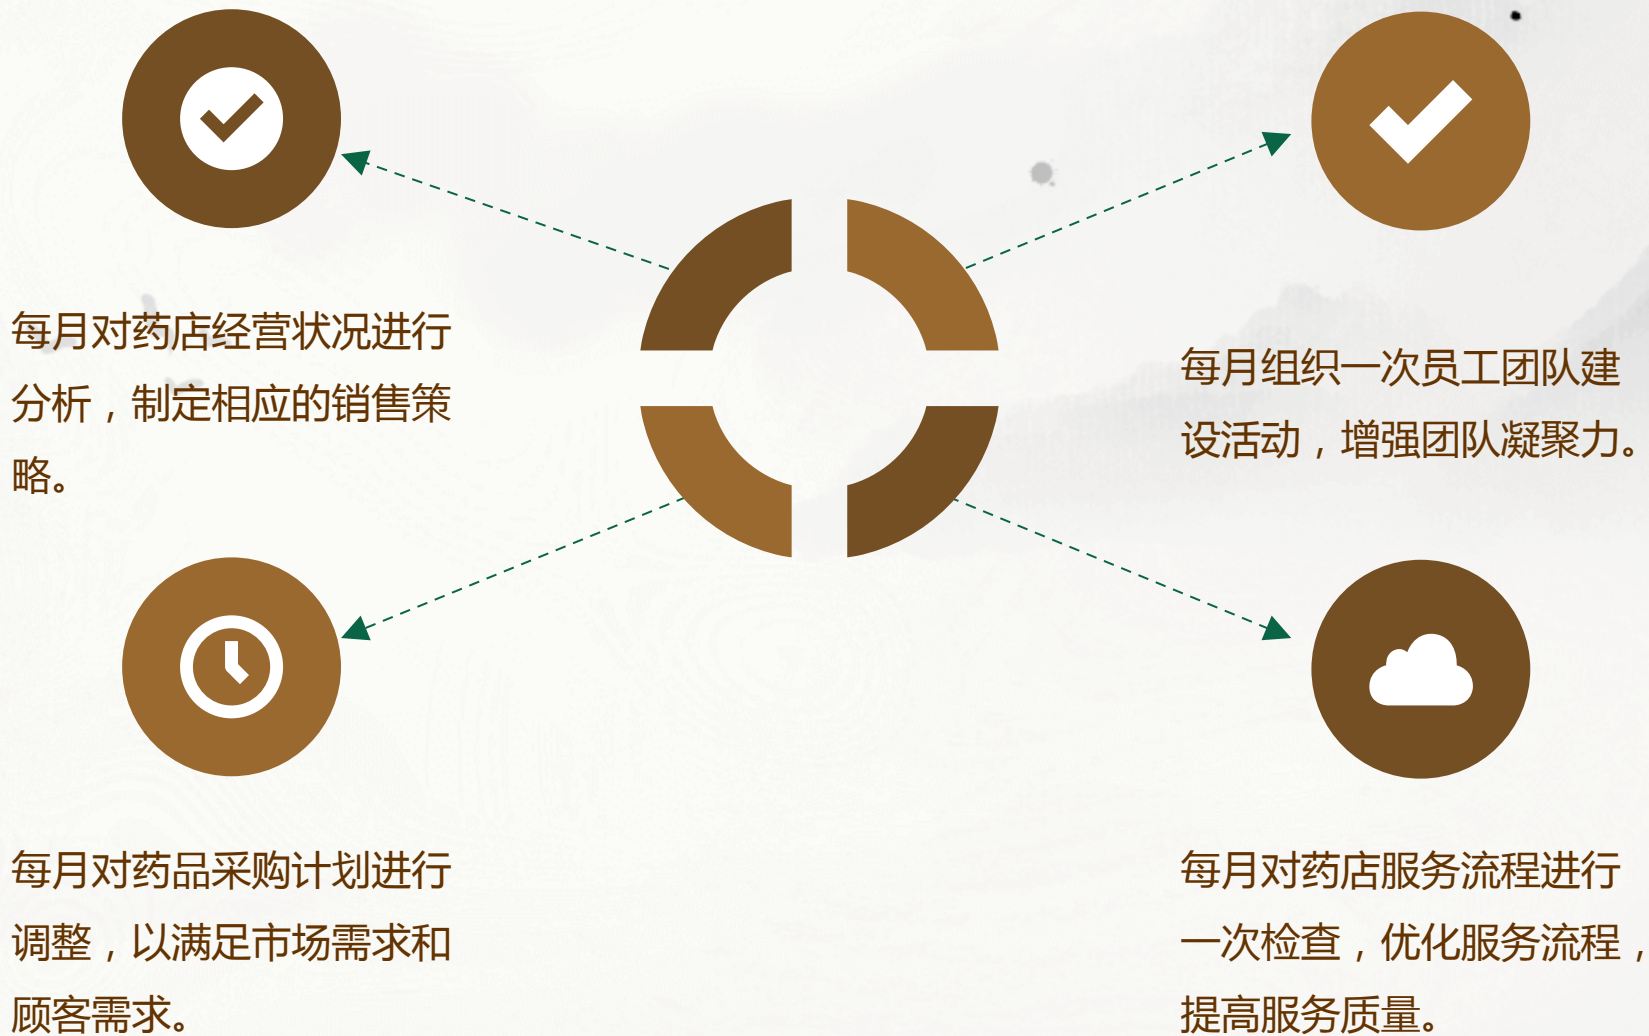 每月对药店经营状况进行
分析，制定相应的销售策
略。
每月组织一次员工团队建
设活动，增强团队凝聚力。
每月对药品采购计划进行
调整，以满足市场需求和
顾客需求。
每月对药店服务流程进行
一次检查，优化服务流程，
提高服务质量。